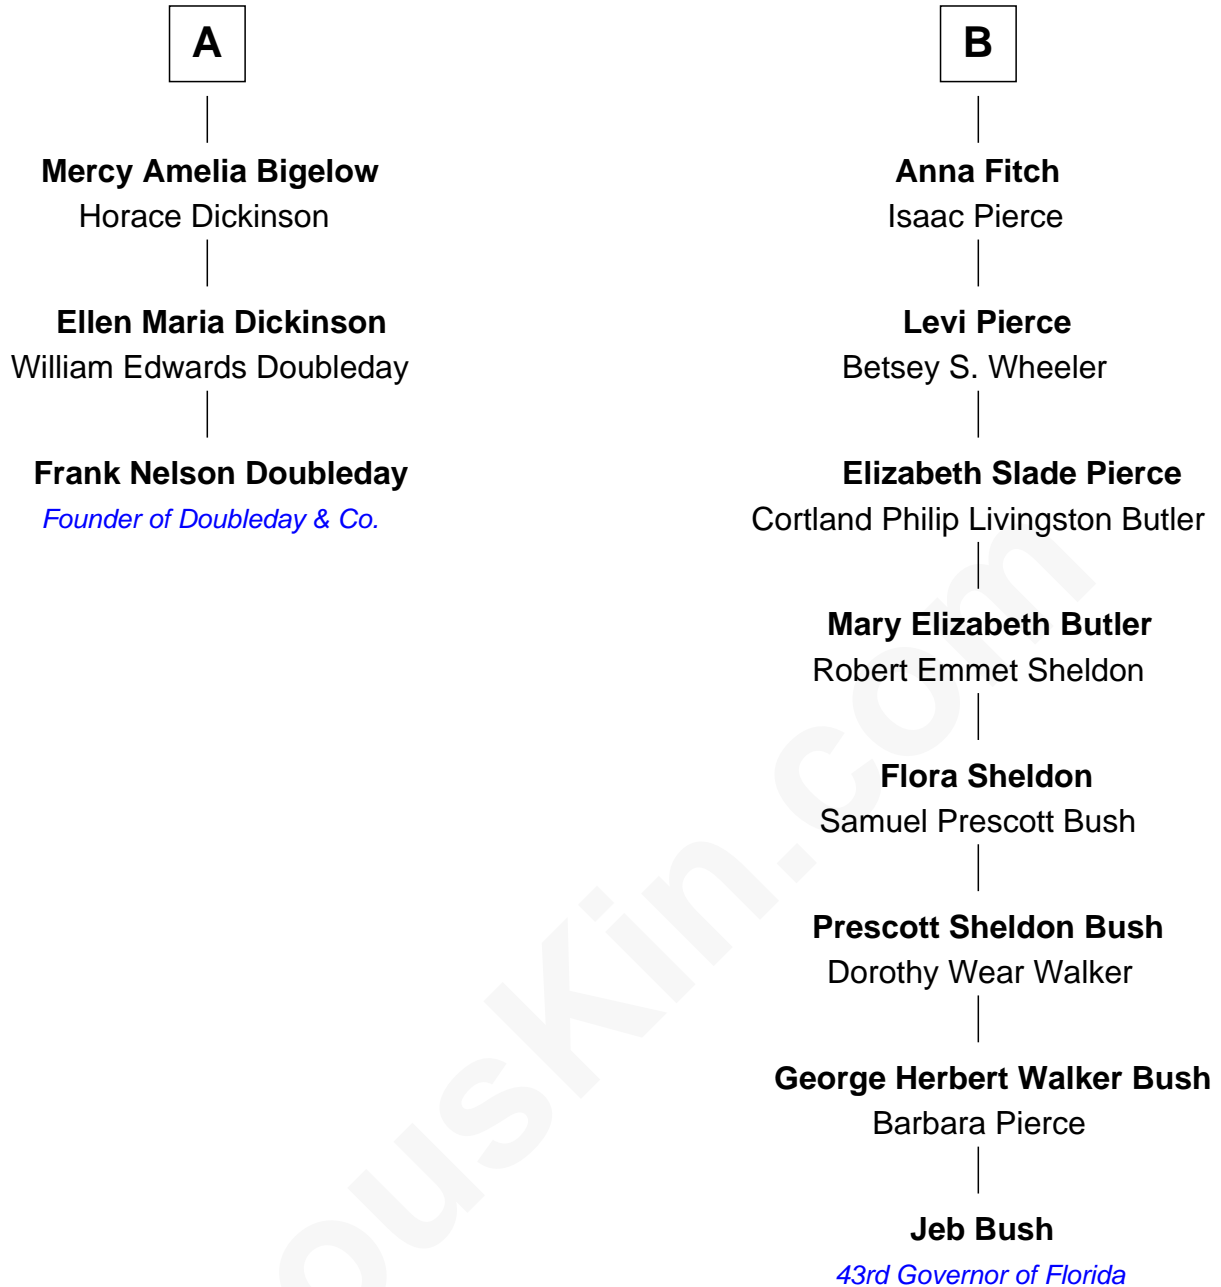 A
Mercy Amelia Bigelow
Horace Dickinson
Ellen Maria Dickinson
William Edwards Doubleday
Frank Nelson Doubleday
Founder of Doubleday & Co.
B
Anna Fitch
Isaac Pierce
Levi Pierce
Betsey S. Wheeler
Elizabeth Slade Pierce
Cortland Philip Livingston Butler
Mary Elizabeth Butler
Robert Emmet Sheldon
Flora Sheldon
Samuel Prescott Bush
Prescott Sheldon Bush
Dorothy Wear Walker
George Herbert Walker Bush
Barbara Pierce
Jeb Bush
43rd Governor of Florida
ousKin.com